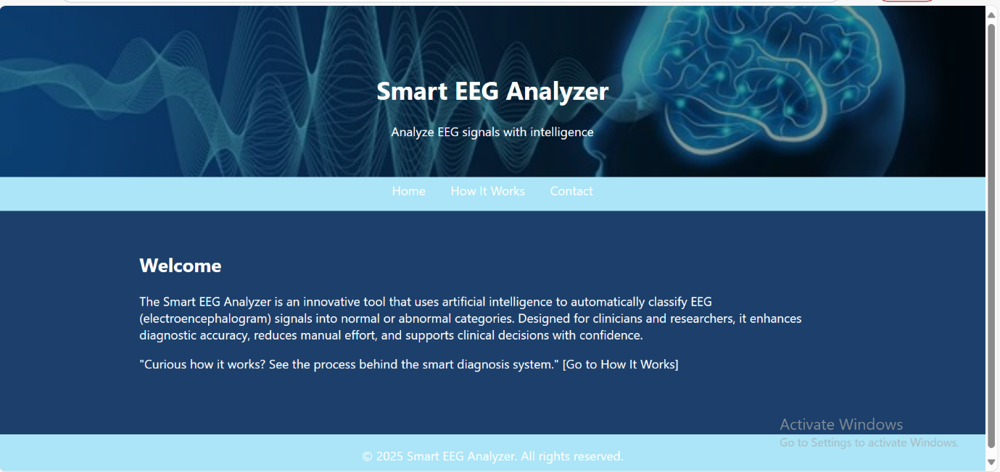 Smart EEG Analyzer
Analyze EEG signals with intelligence
Home How It Works Contact
Welcome
The Smart EEG Analyzer is an innovative tool that uses artificial intelligence to automatically classify EEG
(electroencephalogram) signals into normal or abnormal categories. Designed for clinicians and researchers, it enhances
diagnostic accuracy, reduces manual effort, and supports clinical decisions with confidence.
"Curious how it works? See the process behind the smart diagnosis system." [Go to How It Works]
Activate Windows
Go to Settings to activate Windows.
© 2025 Smart EEG Analyzer. All rights reserved.